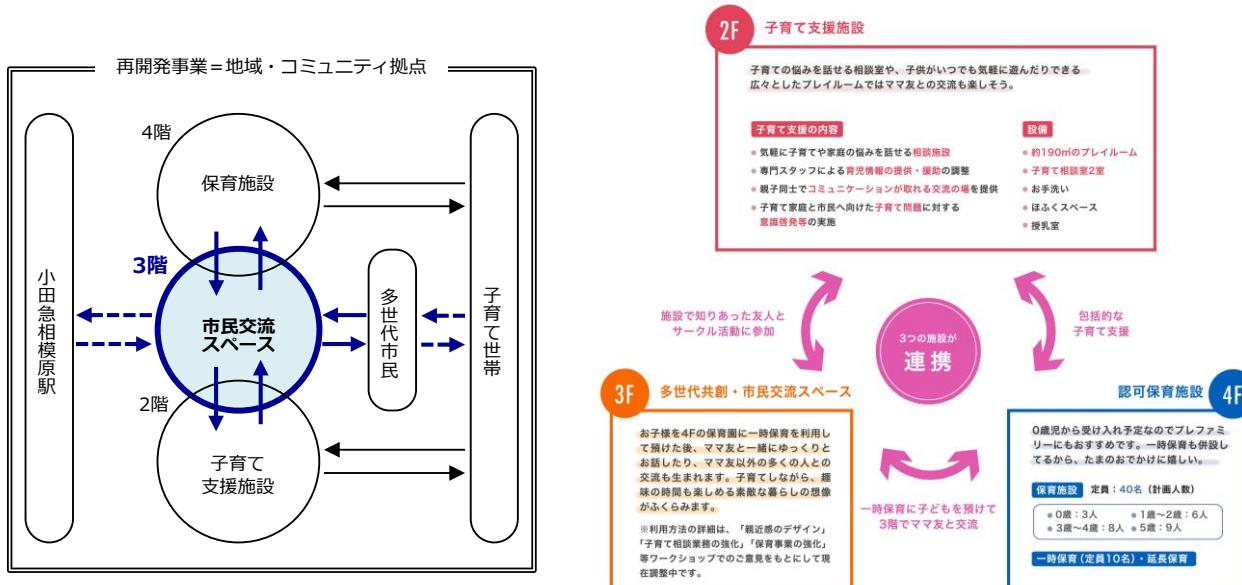 再開発事業=地域・コミュニティ拠点
4階
保育施設
3階
市民交流
スペース
2階
子育て
支援施設
小田急相模原駅
多世代市民
子育て世帯
2F 子育て支援施設
子育ての悩みを話せる相談室や、子供がいつでも気軽に遊んだりできる
広々としたプレイルームではママ友との交流も楽しそう。
子育て支援の内容
● 気軽に子育てや家庭の悩みを話せる相談施設
● 専門スタッフによる育児情報の提供・援助の調整
● 親子同士でコミュニケーションが取れる交流の場を提供
● 子育て家庭と市民へ向けた子育て問題に対する
意識啓発等の実施
設備
● 約190㎡のプレイルーム
● 子育て相談室2室
● お手洗い
● ほふくスペース
● 授乳室
施設で知りあった友人と
サークル活動に参加
3つの施設が
連携
包括的な
子育て支援
3F 多世代共創・市民交流スペース
お子様を4Fの保育園に一時保育を利用し
て預けた後、ママ友と一緒にゆっくりと
お話したり、ママ友以外の多くの人との
交流も生まれます。子育てしながら、趣
味の時間も楽しめる素敵な暮らしの想像
がふくらみます。
※利用方法の詳細は、「親近感のデザイン」
「子育て相談業務の強化」「保育事業の強化」
等ワークショップでのご意見をもとにして現
在調整中です。
一時保育に子どもを預けて
3階でママ友と交流
認可保育施設 4F
0歳児から受け入れ予定なのでプレファミ
リーにもおすすめです。一時保育も併設し
てるから、たまのおでかけに嬉しい。
保育施設 定員：40名（計画人数）
● 0歳：3人 ● 1歳〜2歳：6人
● 3歳〜4歳：8人 ● 5歳：9人
一時保育（定員10名）・延長保育